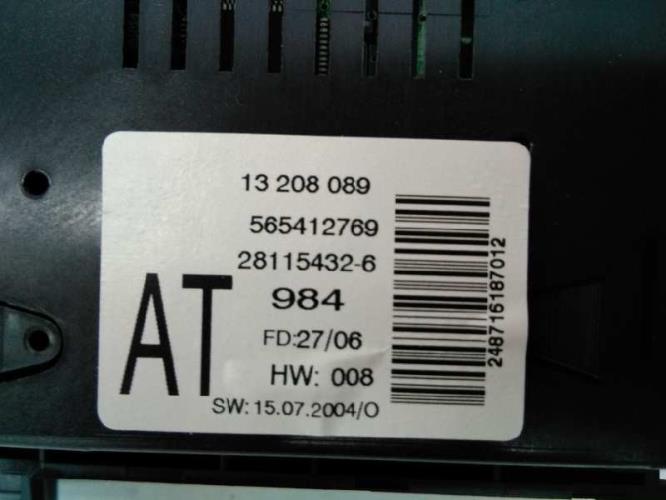 13 208 089
565412769
28115432-6
984
AT
FD:27/06
HW: 008
SW: 15.07.2004/O
248716187012